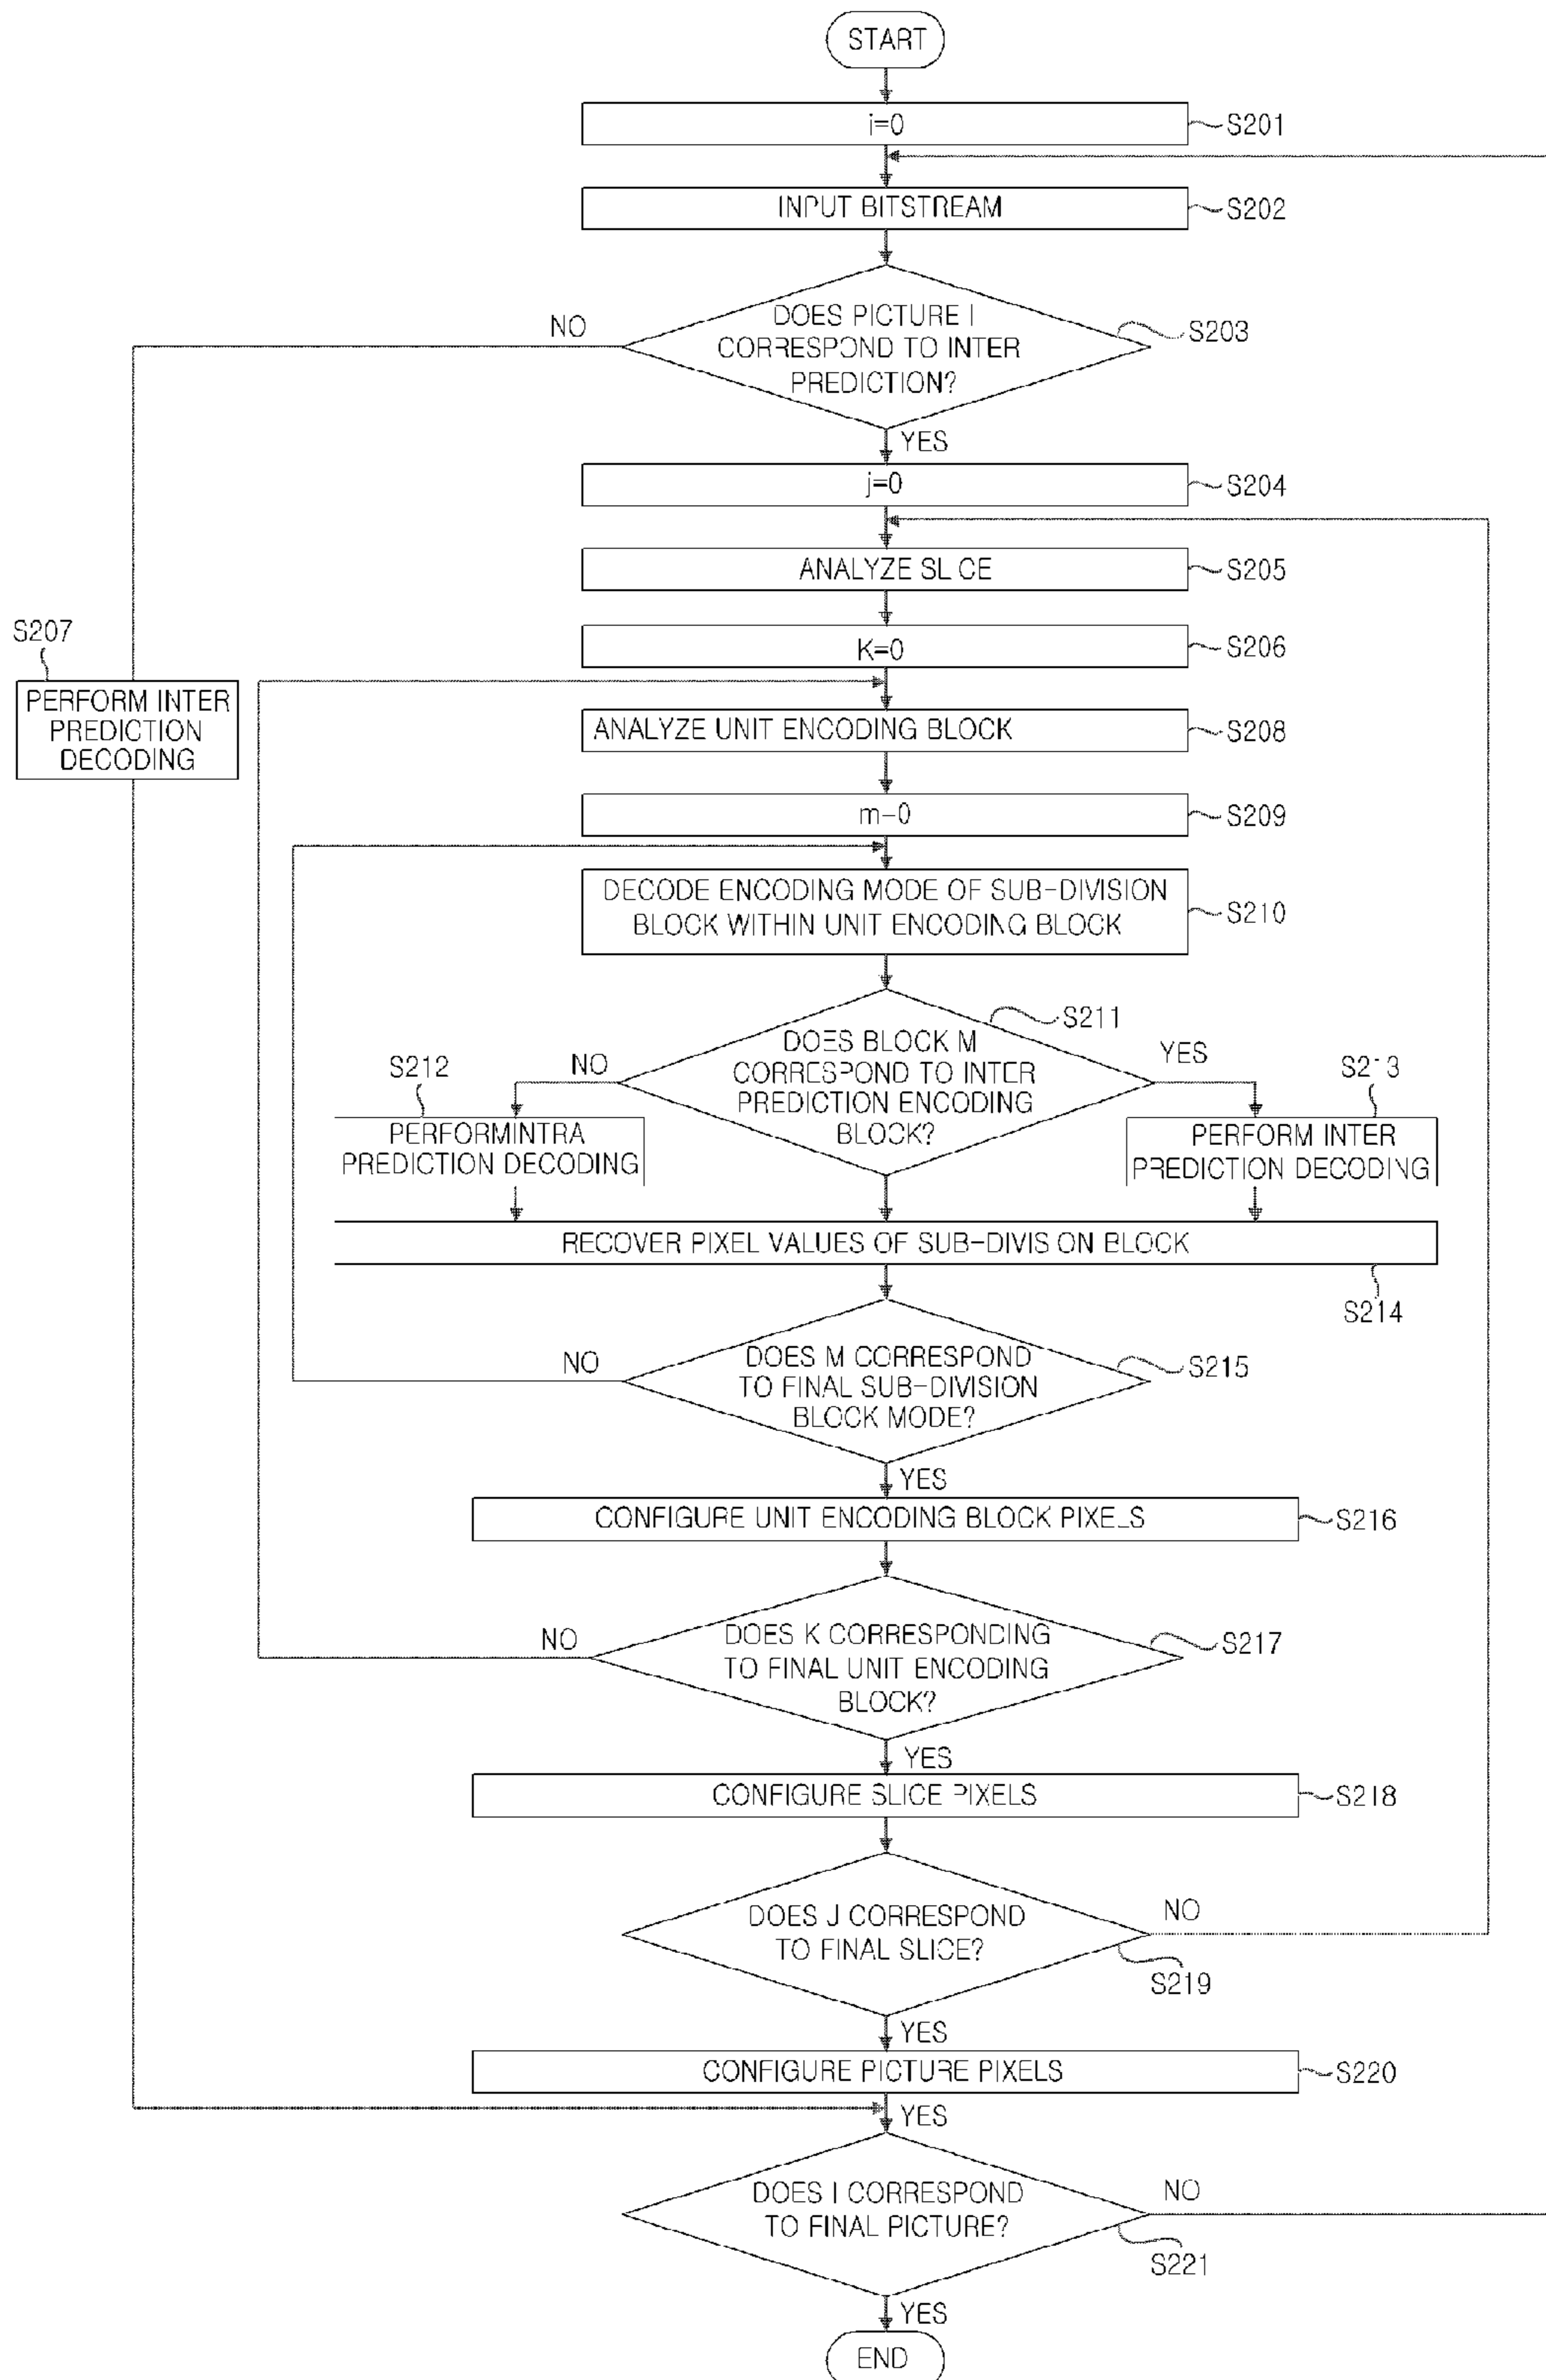 START
i=0
S201
INPUT BITSTREAM
S202
DOES PICTURE I
CORRESPOND TO INTER
PREDICTION?
S203
NO
YES
j=0
S204
ANALYZE SLICE
S205
K=0
S206
S207
PERFORM INTER
PREDICTION
DECODING
ANALYZE UNIT ENCODING BLOCK
S208
m-0
S209
DECODE ENCODING MODE OF SUB-DIVISION
BLOCK WITHIN UNIT ENCODING BLOCK
S210
S211
DOES BLOCK M
CORRESPOND TO INTER
PREDICTION ENCODING
BLOCK?
NO
YES
S212
PERFORMINTRA
PREDICTION DECODING
S213
PERFORM INTER
PREDICTION DECODING
RECOVER PIXEL VALUES OF SUB-DIVISION BLOCK
S214
DOES M CORRESPOND
TO FINAL SUB-DIVISION
BLOCK MODE?
S215
NO
YES
CONFIGURE UNIT ENCODING BLOCK PIXELS
S216
DOES K CORRESPONDING
TO FINAL UNIT ENCODING
BLOCK?
S217
NO
YES
CONFIGURE SLICE PIXELS
S218
DOES J CORRESPOND
TO FINAL SLICE?
NO
S219
YES
CONFIGURE PICTURE PIXELS
S220
YES
DOES I CORRESPOND
TO FINAL PICTURE?
NO
S221
YES
END